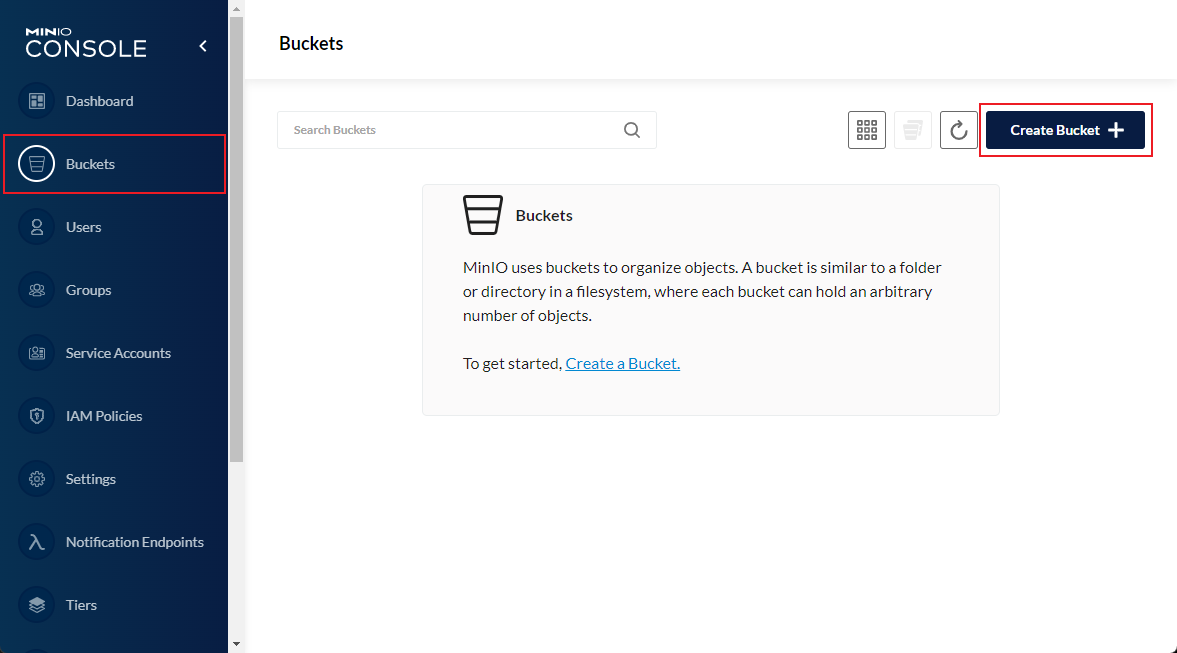 MINIO
CONSOLE
Dashboard
Buckets
Users
Groups
Service Accounts
IAM Policies
Settings
Notification Endpoints
Tiers
Buckets
Search Buckets
Create Bucket
Buckets
MinIO uses buckets to organize objects. A bucket is similar to a folder
or directory in a filesystem, where each bucket can hold an arbitrary
number of objects.
To get started, Create a Bucket.